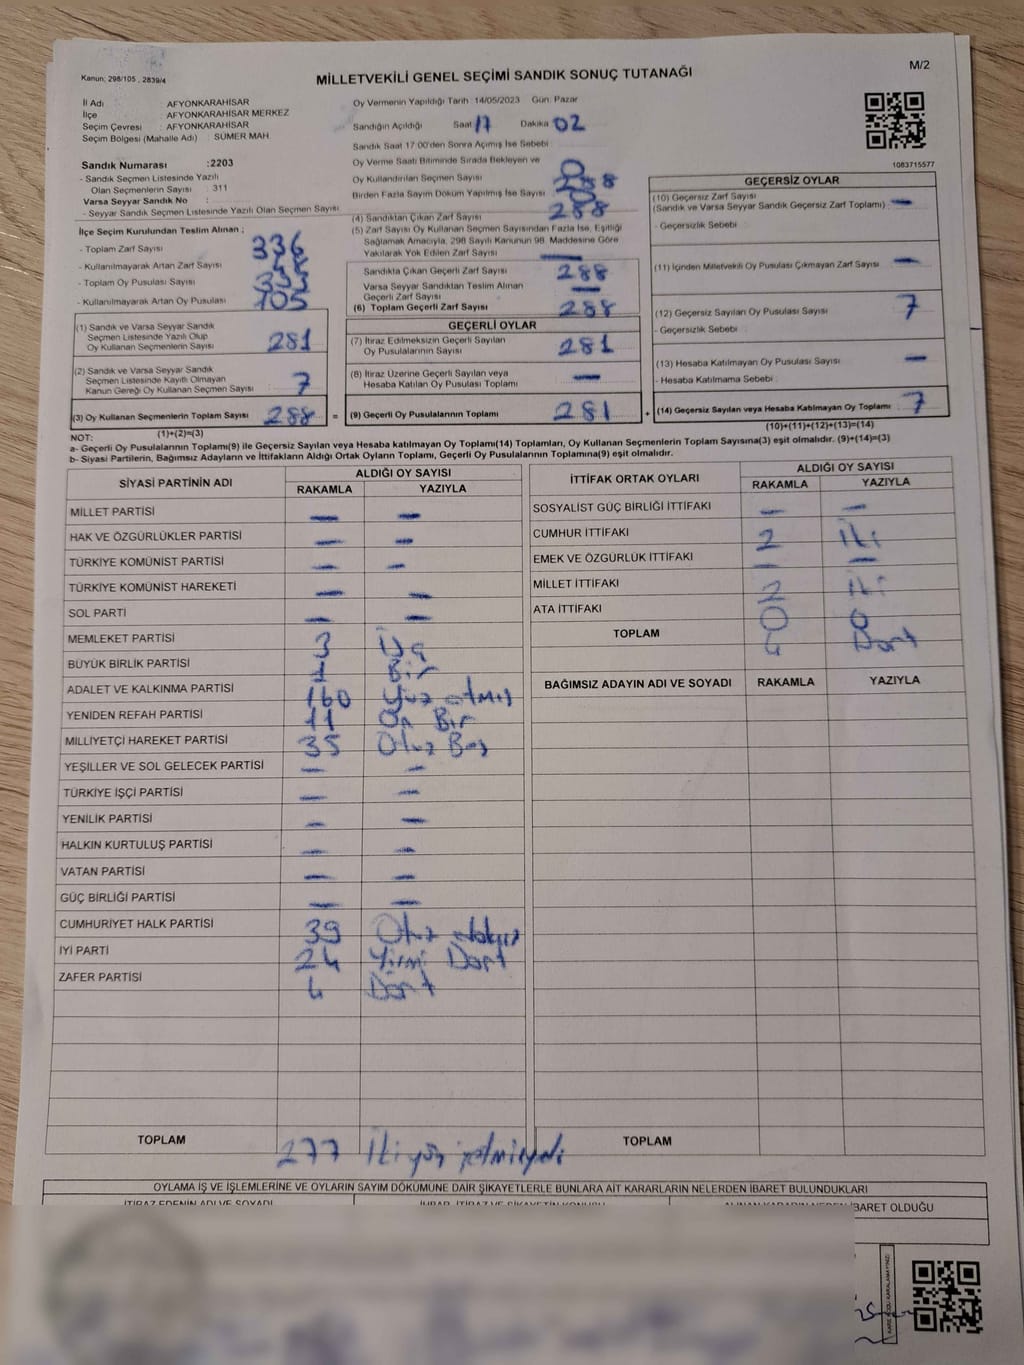 Kanun; 298/105 , 2839/4
MİLLETVEKİLİ GENEL SEÇİMİ SANDIK SONUÇ TUTANAĞI
M/2
İl Adı : AFYONKARAHİSAR
İlçe : AFYONKARAHİSAR MERKEZ
Seçim Çevresi : AFYONKARAHİSAR
Seçim Bölgesi (Mahalle Adı) : SÜMER MAH
Sandık Numarası :2203
- Sandık Seçmen Listesinde Yazılı
Olan Seçmenlerin Sayısı : 311
Varsa Seyyar Sandık No :
- Seyyar Sandık Seçmen Listesinde Yazılı Olan Seçmen Sayısı :
Oy Vermenin Yapıldığı Tarih :14/05/2023 Gün: Pazar
Sandığın Açıldığı Saat 17 Dakika 02
Sandık Saat 17:00'den Sonra Açımış İse Sebebi :
Oy Verme Saati Bitiminde Sırada Bekleyen ve
Oy Kullandırılan Seçmen Sayısı 0
Birden Fazla Sayım Döküm Yapılmış İse Sayısı
(4) Sandıktan Çıkan Zarf Sayısı 288
(5) Zarf Sayısı Oy Kullanan Seçmen Sayısından Fazla İse, Eşitliği
Sağlamak Amacıyla, 298 Sayılı Kanunun 98. Maddesine Göre
Yakılarak Yok Edilen Zarf Sayısı —
1083715577
İlçe Seçim Kurulundan Teslim Alınan ;
- Toplam Zarf Sayısı 336
- Kullanılmayarak Artan Zarf Sayısı
- Toplam Oy Pusulası
- Kullanılmayarak Artan Oy Pusulası 105
Sandıkta Çıkan Geçerli Zarf Sayısı 288
Varsa Seyyar Sandıktan Teslim Alınan
Geçerli Zarf Sayısı —
(6) Toplam Geçerli Zarf Sayısı 288
GEÇERSİZ OYLAR
(10) Geçersiz Zarf Sayısı
(Sandık ve Varsa Seyyar Sandık Geçersiz Zarf Toplamı) : —
- Geçersizlik Sebebi :
(11) İçinden Milletvekili Oy Pusulası Çıkmayan Zarf Sayısı : —
(12) Geçersiz Sayılan Oy Pusulası Sayısı : 7
- Geçersizlik Sebebi :
(13) Hesaba Katılmayan Oy Pusulası Sayısı : —
- Hesaba Katılmama Sebebi :
(14) Geçersiz Sayılan veya Hesaba Katılmayan Oy Toplamı : 7
(10)+(11)+(12)+(13)=(14)
(1) Sandık ve Varsa Seyyar Sandık
Seçmen Listesinde Yazılı Olup
Oy Kullanan Seçmenlerin Sayısı 281
(2) Sandık ve Varsa Seyyar Sandık
Seçmen Listesinde Kayıtlı Olmayan
Kanun Gereği Oy Kullanan Seçmen Sayısı 7
(3) Oy Kullanan Seçmenlerin Toplam Sayısı 288 =
(1)+(2)=(3)
GEÇERLİ OYLAR
(7) İtiraz Edilmeksizin Geçerli Sayılan
Oy Pusulalarının Sayısı : 281
(8) İtiraz Üzerine Geçerli Sayılan veya
Hesaba Katılan Oy Pusulası Toplamı : —
(9) Geçerli Oy Pusulalarının Toplamı : 281 +
NOT:
a- Geçerli Oy Pusulaları Toplamı(9) ile Geçersiz Sayılan veya Hesaba katılmayan Oy Toplamı(14) Toplamları, Oy Kullanan Seçmenlerin Toplam Sayısına(3) eşit olmalıdır. (9)+(14)=(3)
b- Siyasi Partilerin, Bağımsız Adayların ve İttifakların Aldığı Ortak Oyların Toplamı, Geçerli Oy Pusulalarının Toplamına(9) eşit olmalıdır.
SİYASİ PARTİNİN ADI ALDIĞI OY SAYISI
RAKAMLA YAZIYLA
MİLLET PARTİSİ — —
HAK VE ÖZGÜRLÜKLER PARTİSİ — —
TÜRKİYE KOMÜNİST PARTİSİ — —
TÜRKİYE KOMÜNİST HAREKETİ — —
SOL PARTİ — —
MEMLEKET PARTİSİ 3 Üç
BÜYÜK BİRLİK PARTİSİ 1 Bir
ADALET VE KALKINMA PARTİSİ 160 Yüz atmış
YENİDEN REFAH PARTİSİ 11 On Bir
MİLLİYETÇİ HAREKET PARTİSİ 35 Otuz Beş
YEŞİLLER VE SOL GELECEK PARTİSİ — —
TÜRKİYE İŞÇİ PARTİSİ — —
YENİLİK PARTİSİ — —
HALKIN KURTULUŞ PARTİSİ — —
VATAN PARTİSİ — —
GÜÇ BİRLİĞİ PARTİSİ — —
CUMHURİYET HALK PARTİSİ 39 Otuz
İYİ PARTİ 24 Yirmi Dört
ZAFER PARTİSİ 4 Dört
TOPLAM 277
İTTİFAK ORTAK OYLARI ALDIĞI OY SAYISI
RAKAMLA YAZIYLA
SOSYALİST GÜÇ BİRLİĞİ İTTİFAKI — —
CUMHUR İTTİFAKI 2 İki
EMEK VE ÖZGÜRLÜK İTTİFAKI — —
MİLLET İTTİFAKI 2 İki
ATA İTTİFAKI 0 0
TOPLAM 4 Dört
BAĞIMSIZ ADAYIN ADI VE SOYADI RAKAMLA YAZIYLA
TOPLAM
OYLAMA İŞ VE İŞLEMLERİNE VE OYLARIN SAYIM DÖKÜMÜNE DAİR ŞİKAYETLERLE BUNLARA AİT KARARLARIN NELERDEN İBARET BULUNDUKLARI
İTİRAZ EDENİN ADI VE SOYADI
İBARET OLDUĞU